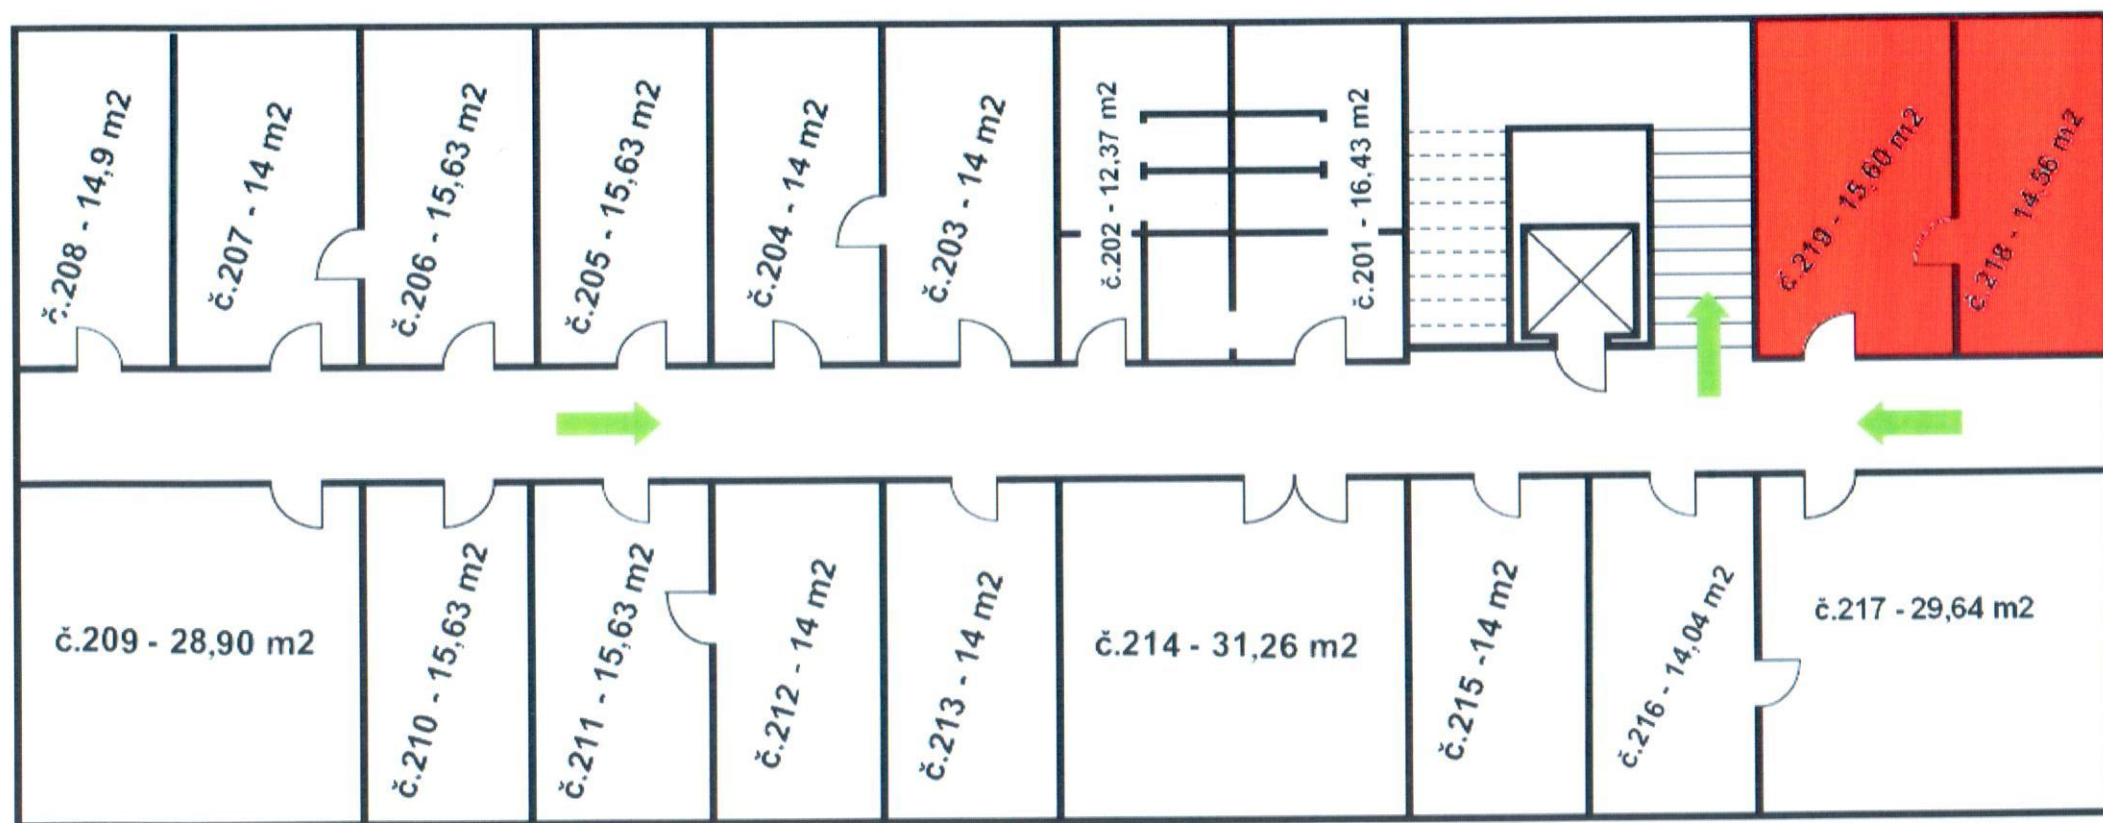 č.208 - 14,9 m2
č.207 - 14 m2
č.206 - 15,63 m2
č.205 - 15,63 m2
č.204 - 14 m2
č.203 - 14 m2
č.202 - 12,37 m2
č.201 - 16,43 m2
č.219 - 15,60 m2
č.218 - 14,56 m2
č.209 - 28,90 m2
č.210 - 15,63 m2
č.211 - 15,63 m2
č.212 - 14 m2
č.213 - 14 m2
č.214 - 31,26 m2
č.215 -14 m2
č.216 - 14,04 m2
č.217 - 29,64 m2